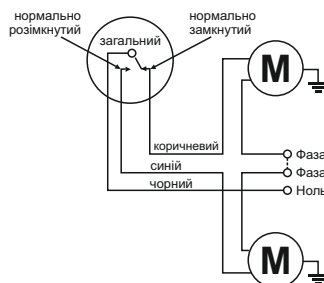 нормально
розімкнутий
нормально
замкнутий
загальний
M
коричневий
синій
чорний
Фаза
Фаза
Ноль
M